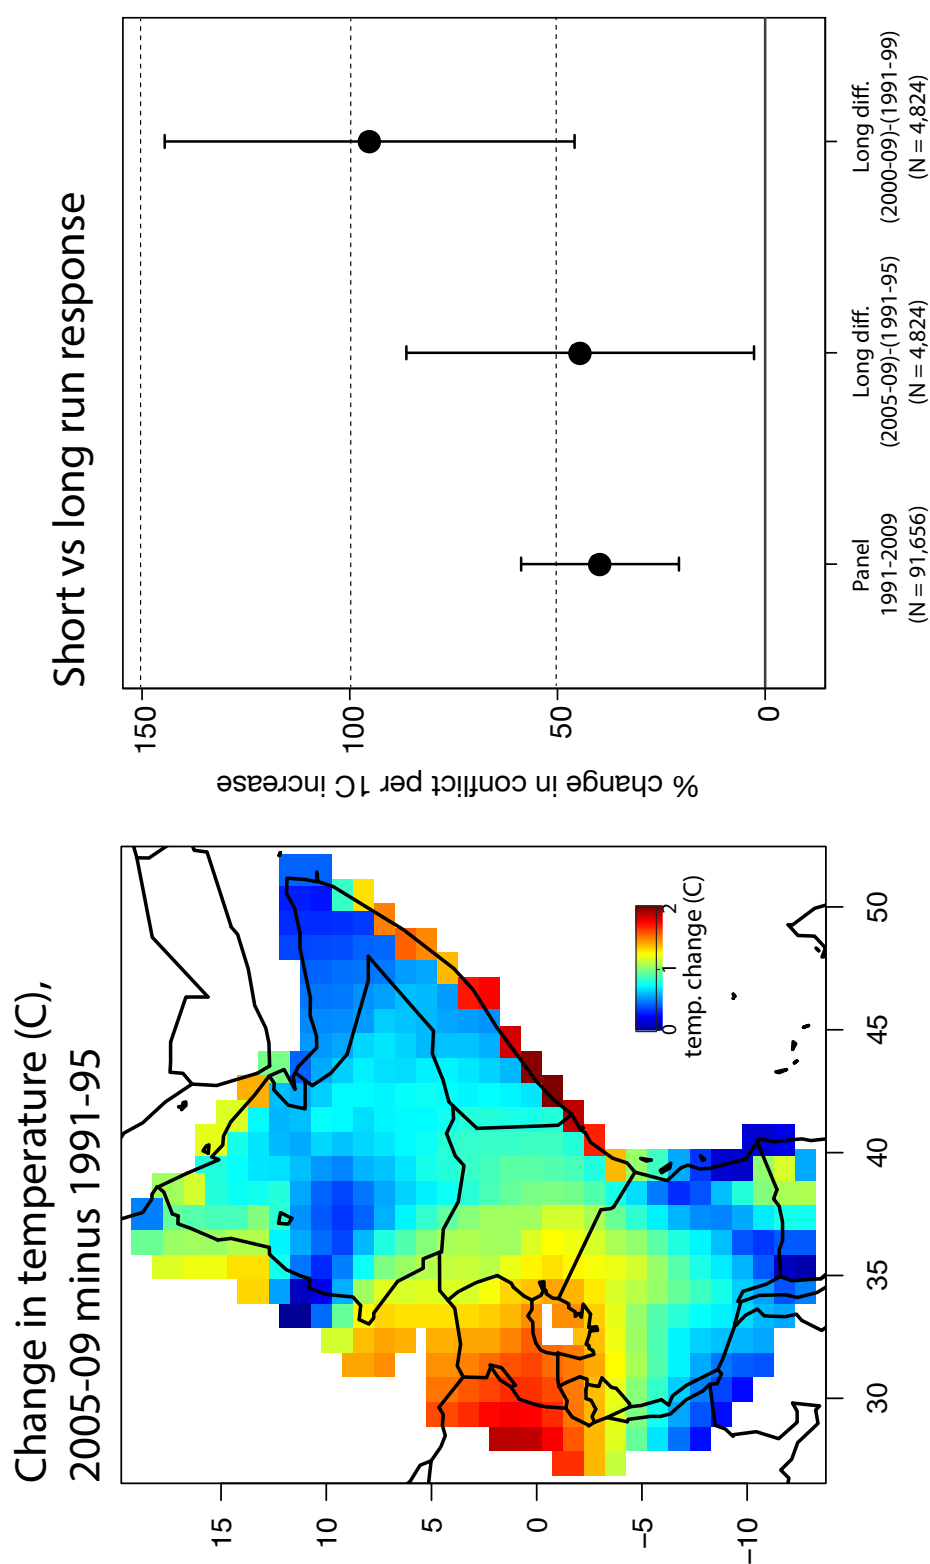 Change in temperature (C),
2005-09 minus 1991-95
15
10
5
0
−5
−10
30
35
40
45
50
0
1
2
temp. change (C)
Short vs long run response
% change in conflict per 1C increase
150
100
50
0
Panel
1991-2009
(N = 91,656)
Long diff.
(2005-09)-(1991-95)
(N = 4,824)
Long diff.
(2000-09)-(1991-99)
(N = 4,824)